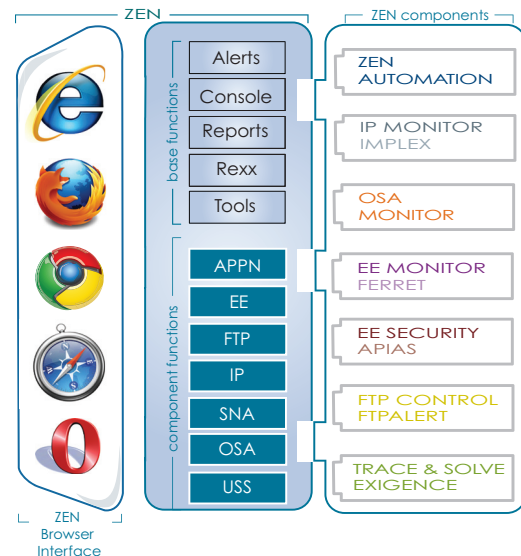 ZEN
ZEN components
base functions
Alerts
Console
Reports
Rexx
Tools
component functions
APPN
EE
FTP
IP
SNA
OSA
USS
ZEN
AUTOMATION
IP MONITOR
IMPLEX
OSA
MONITOR
EE MONITOR
FERRET
EE SECURITY
APIAS
FTP CONTROL
FTPALERT
TRACE & SOLVE
EXIGENCE
ZEN
Browser
Interface